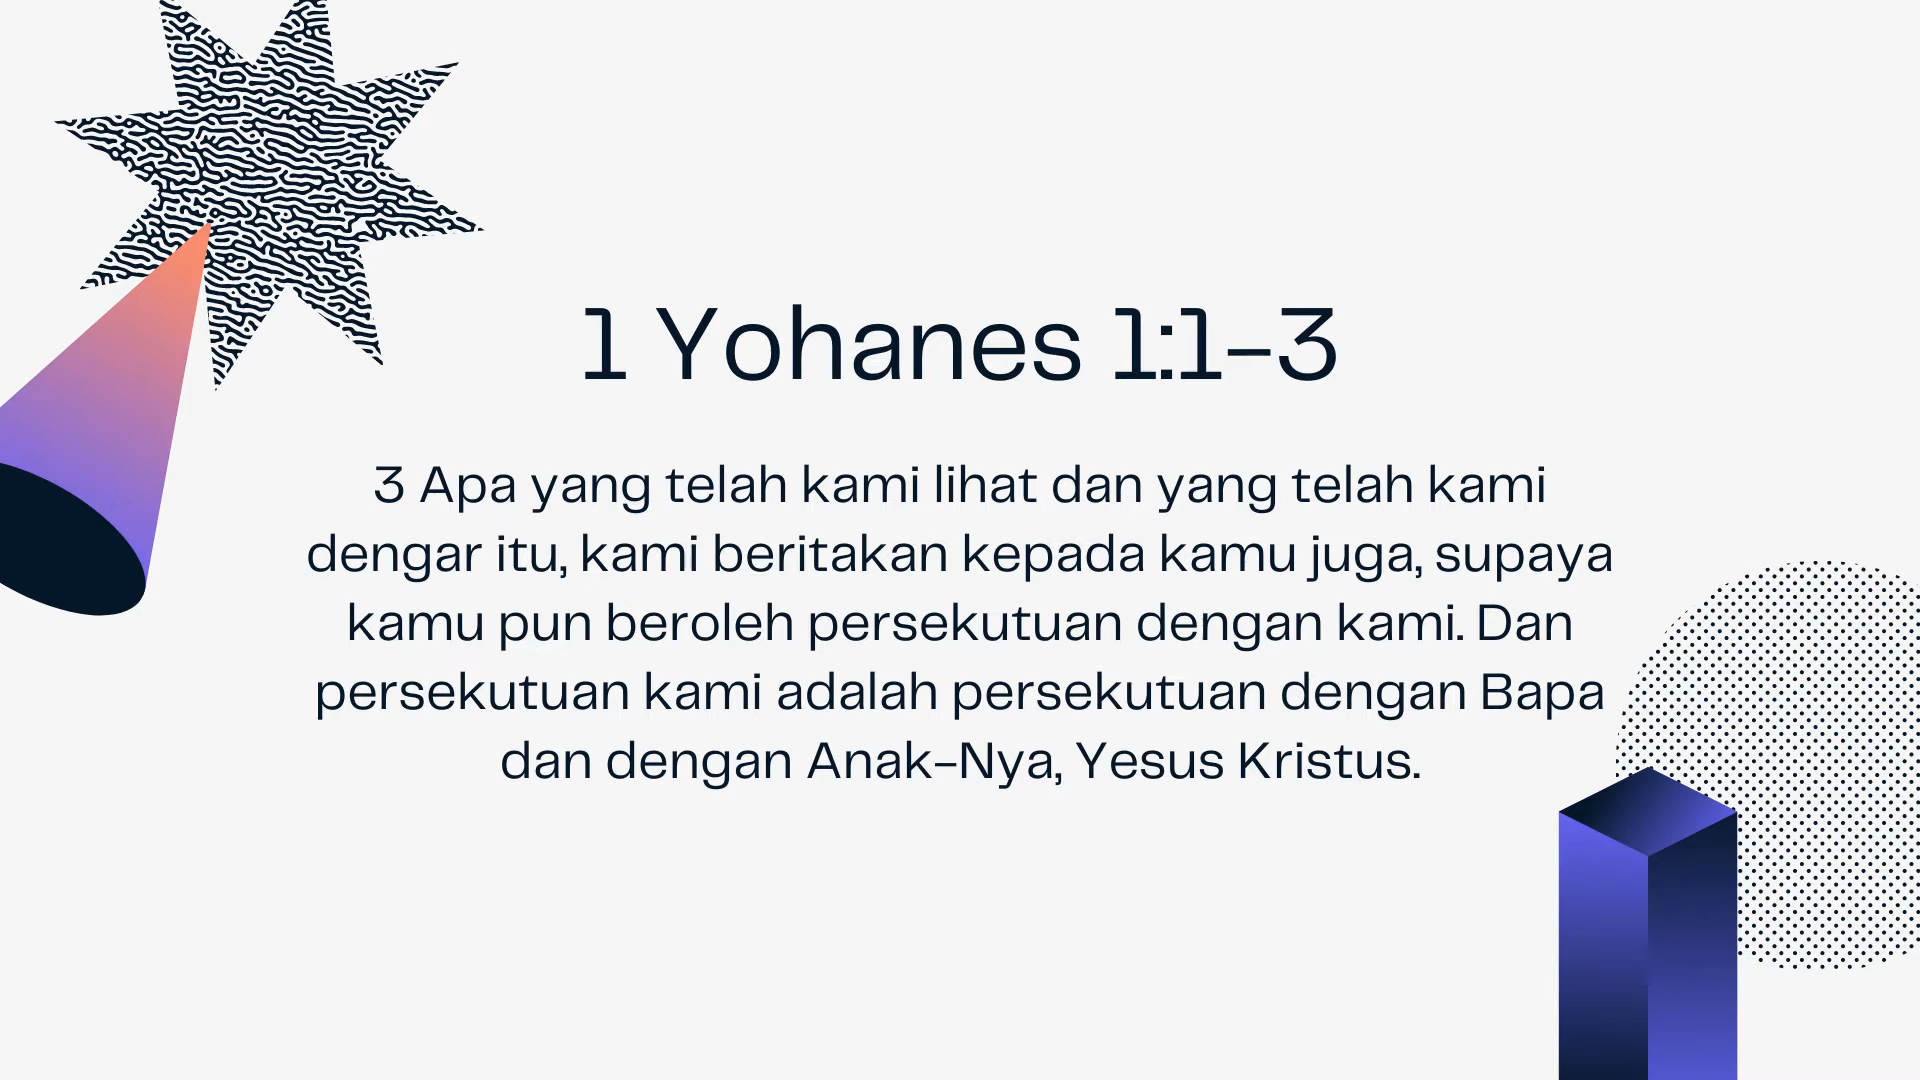 1 Yohanes 1:1-3
3 Apa yang telah kami lihat dan yang telah kami
dengar itu, kami beritakan kepada kamu juga, supaya
kamu pun beroleh persekutuan dengan kami. Dan
persekutuan kami adalah persekutuan dengan Bapa
dan dengan Anak-Nya, Yesus Kristus.